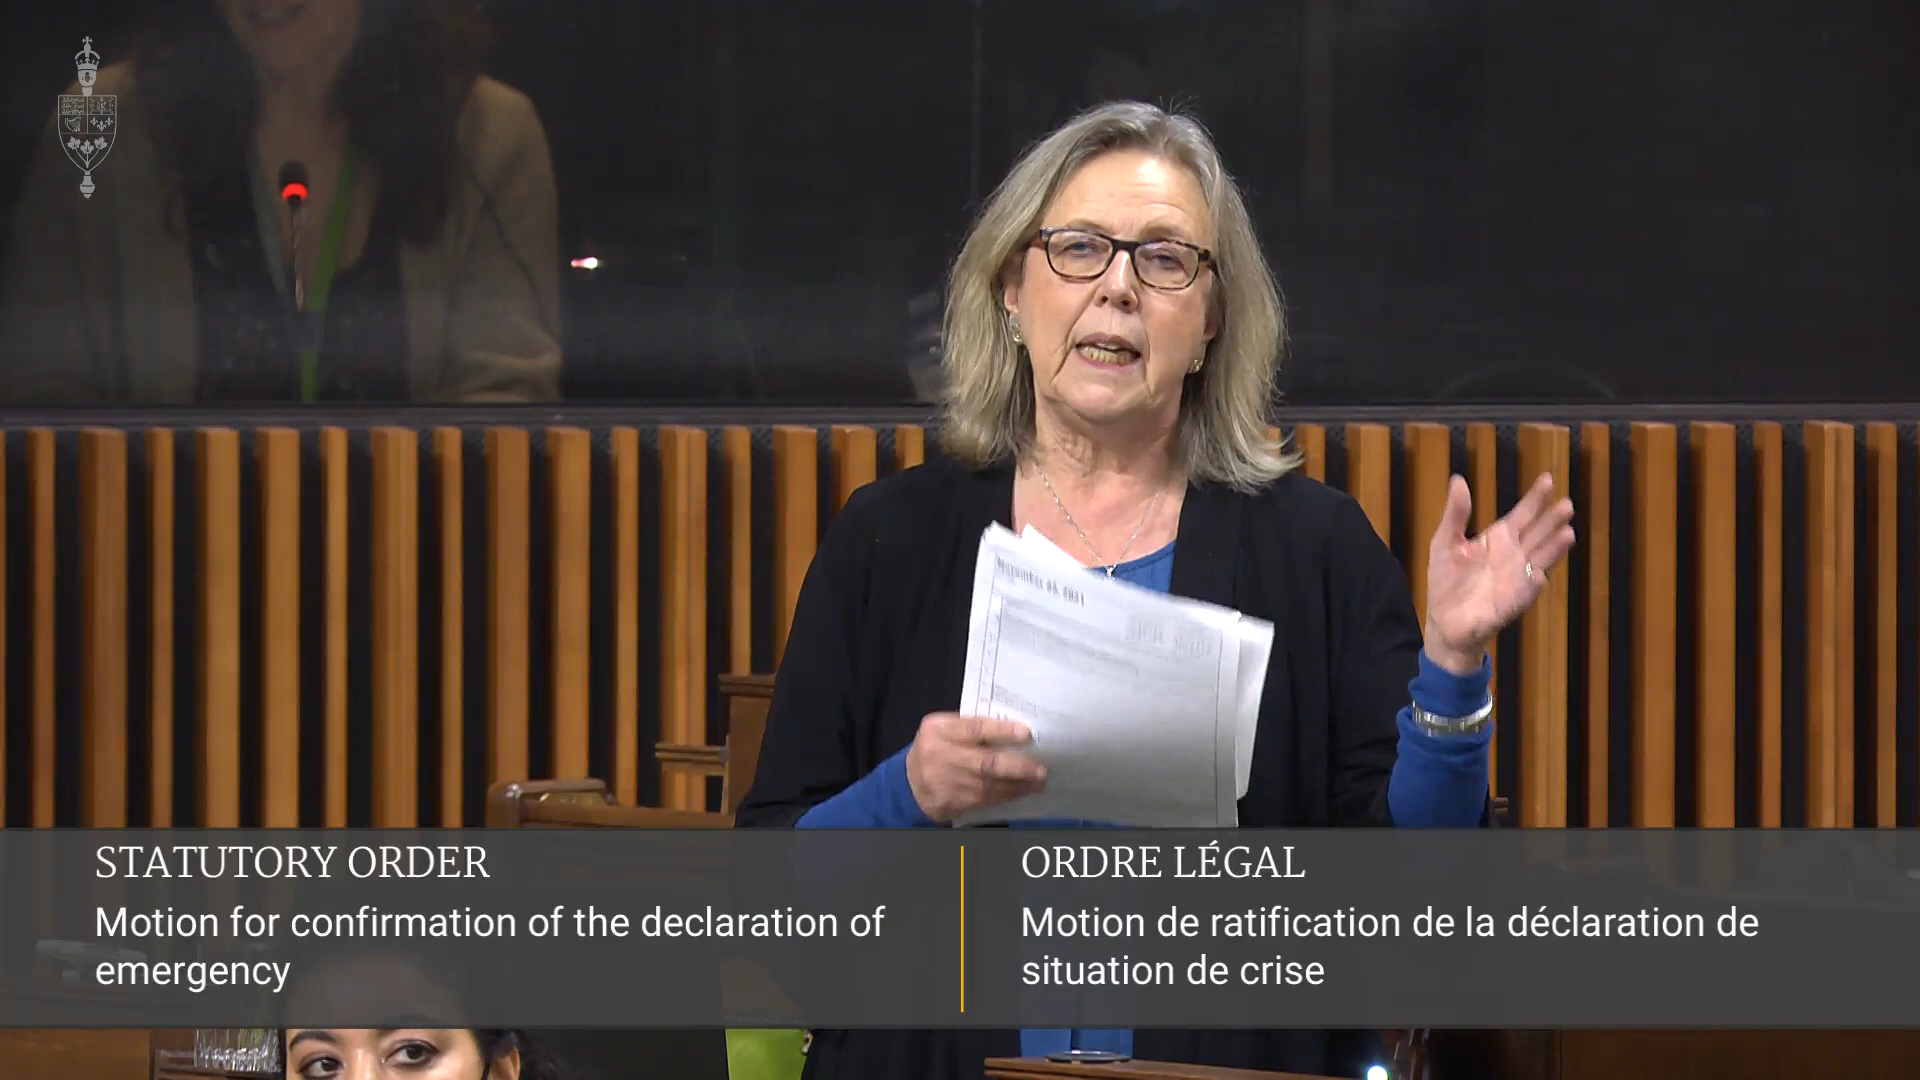 STATUTORY ORDER
Motion for confirmation of the declaration of
emergency
ORDRE LÉGAL
Motion de ratification de la déclaration de
situation de crise